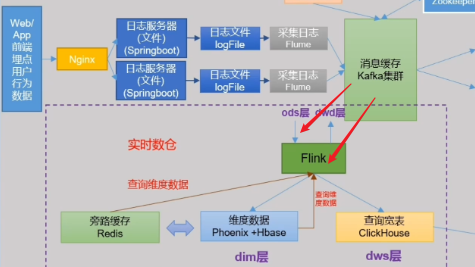 Zookeeper
Web/
App
前端
埋点
用户
行为
数据
Nginx
日志服务器
(文件)
(Springboot)
日志文件
logFile
采集日志
Flume
日志服务器
(文件)
(Springboot)
日志文件
logFile
采集日志
Flume
消息缓存
Kafka集群
ods层
dwd层
实时数仓
Flink
查询维度数据
查询维
度数据
旁路缓存
Redis
维度数据
Phoenix +Hbase
查询宽表
ClickHouse
dim层
dws层